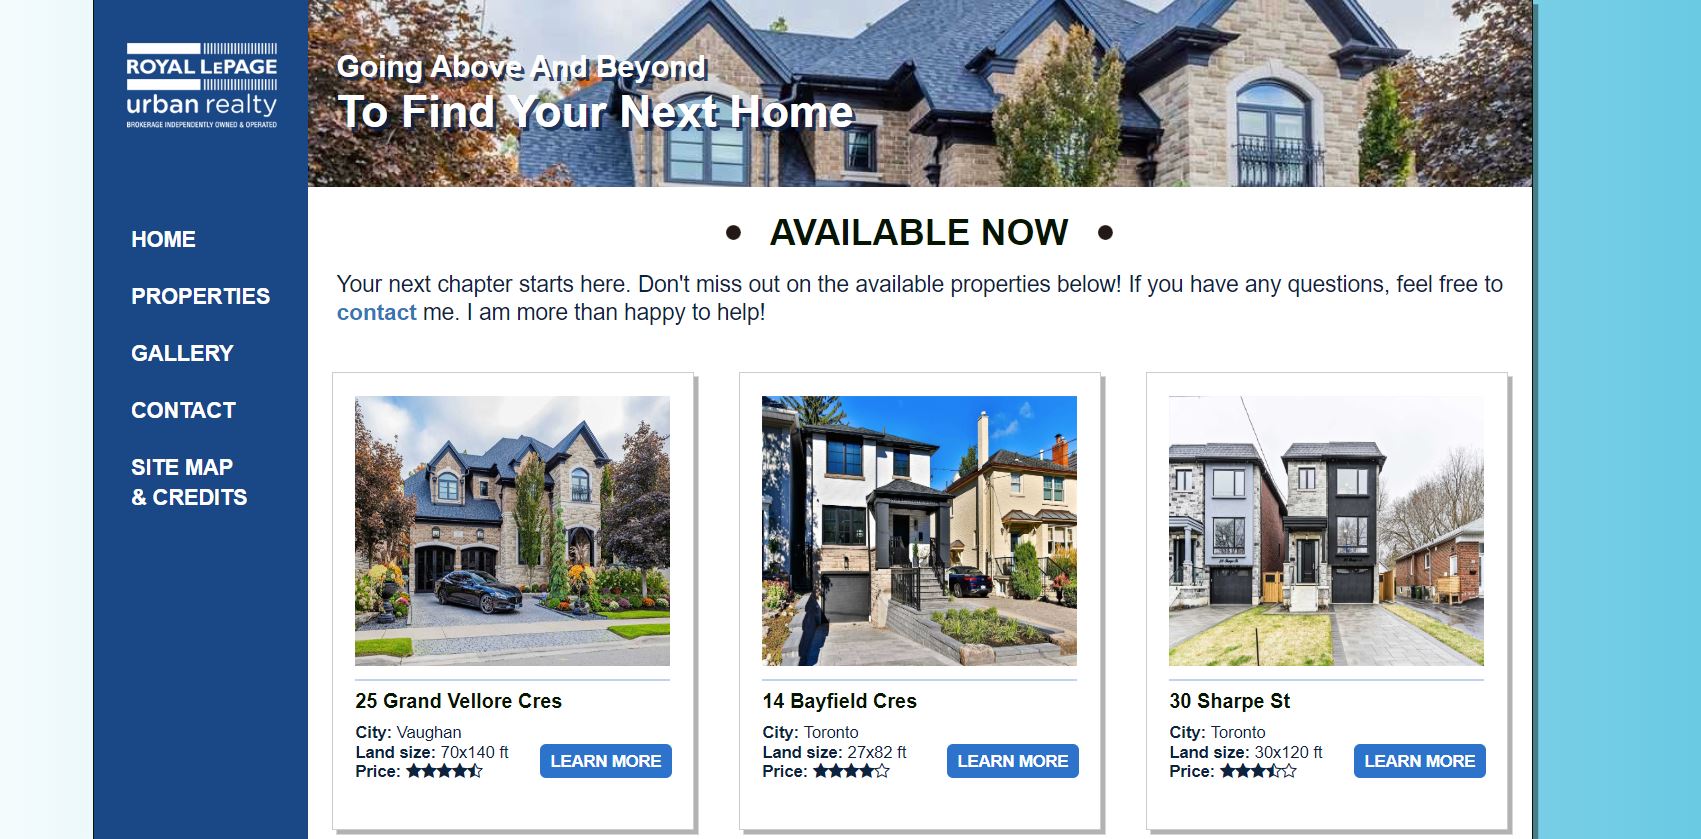 ROYAL LEPAGE
urban realty
BROKERAGE INDEPENDENTLY OWNED & OPERATED
HOME
PROPERTIES
GALLERY
CONTACT
SITE MAP
& CREDITS
Going Above And Beyond
To Find Your Next Home
• AVAILABLE NOW •
Your next chapter starts here. Don't miss out on the available properties below! If you have any questions, feel free to
contact me. I am more than happy to help!
25 Grand Vellore Cres
City: Vaughan
Land size: 70x140 ft
Price: ★★★★⯪
LEARN MORE
14 Bayfield Cres
City: Toronto
Land size: 27x82 ft
Price: ★★★★☆
LEARN MORE
30 Sharpe St
City: Toronto
Land size: 30x120 ft
Price: ★★★⯪☆
LEARN MORE